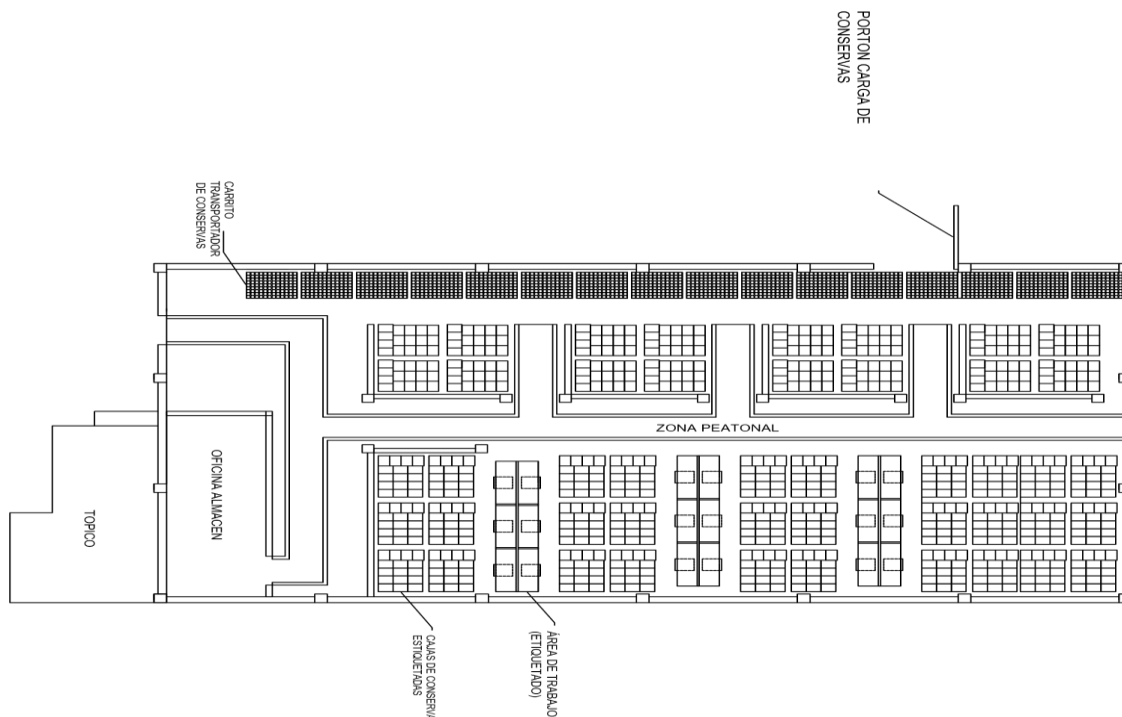 PORTON CARGA DE
CONSERVAS
CARRITO
TRANSPORTADOR
DE CONSERVAS
ZONA PEATONAL
OFICINA ALMACEN
TOPICO
ÁREA DE TRABAJO
(ETIQUETADO)
CAJAS DE CONSERVA
ESTIQUETADAS